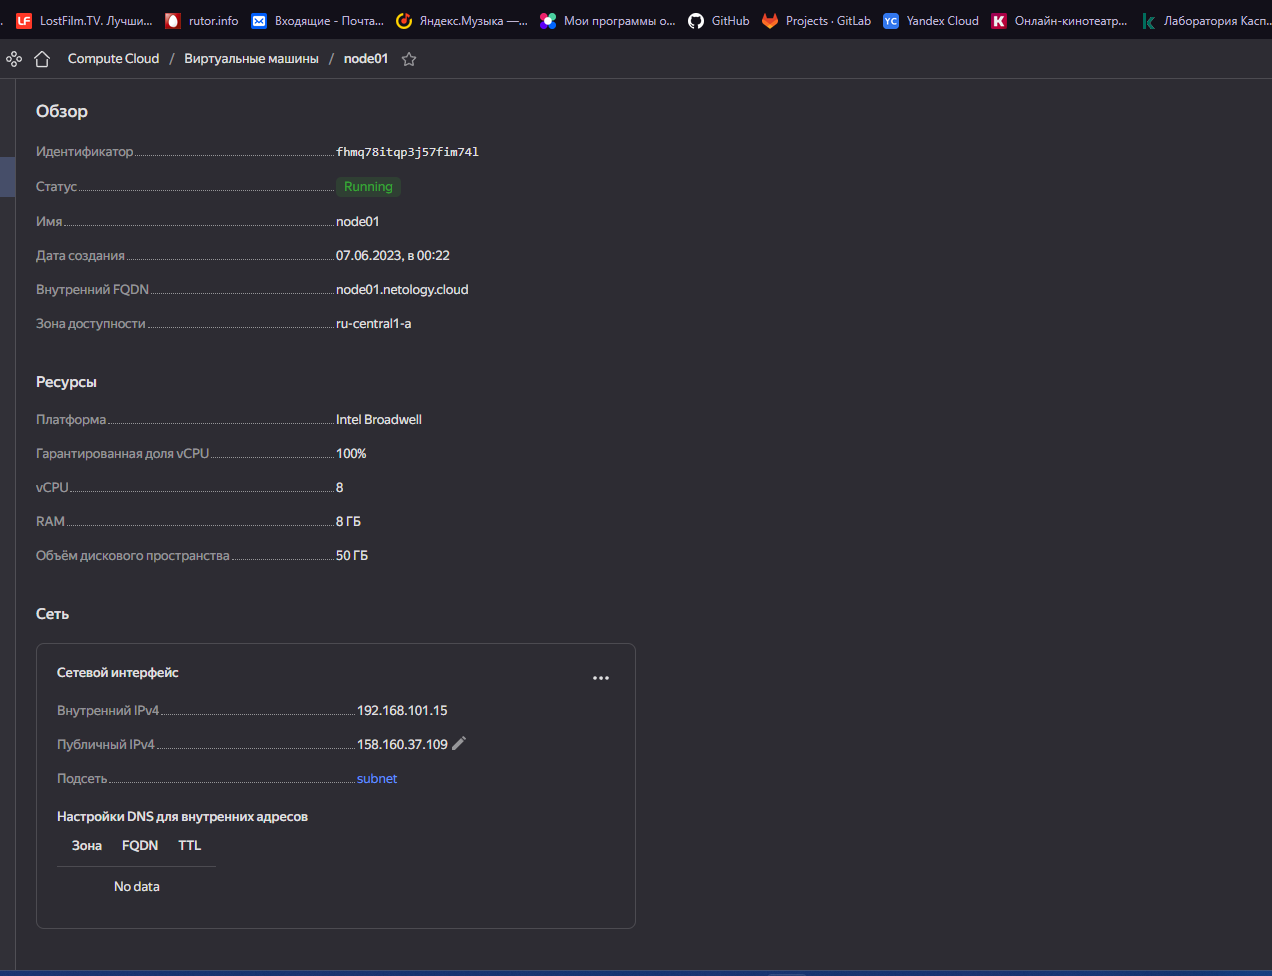 LostFilm.TV. Лучши... rutor.info Входящие - Почта... Яндекс.Музыка —... Мои программы о... GitHub Projects · GitLab Yandex Cloud Онлайн-кинотеатр... Лаборатория Касп...
Compute Cloud / Виртуальные машины / node01
Обзор
Идентификатор fhmq78itqp3j57fim74l
Статус Running
Имя node01
Дата создания 07.06.2023, в 00:22
Внутренний FQDN node01.netology.cloud
Зона доступности ru-central1-a
Ресурсы
Платформа Intel Broadwell
Гарантированная доля vCPU 100%
vCPU 8
RAM 8 ГБ
Объём дискового пространства 50 ГБ
Сеть
Сетевой интерфейс
Внутренний IPv4 192.168.101.15
Публичный IPv4 158.160.37.109
Подсеть subnet
Настройки DNS для внутренних адресов
Зона FQDN TTL
No data